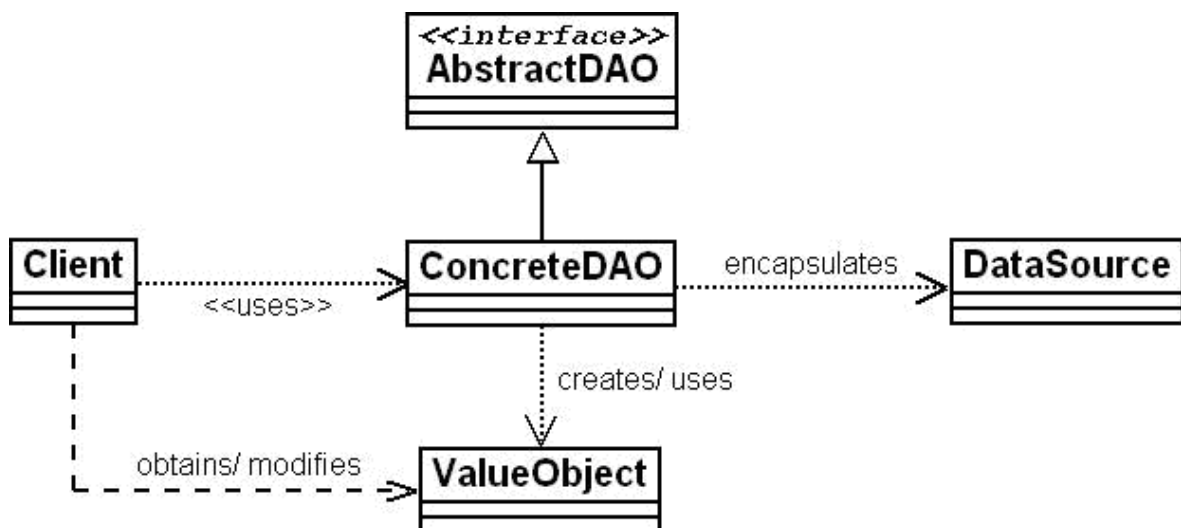 <<interface>>
AbstractDAO
Client
<<uses>>
ConcreteDAO
encapsulates
DataSource
creates/ uses
obtains/ modifies
ValueObject